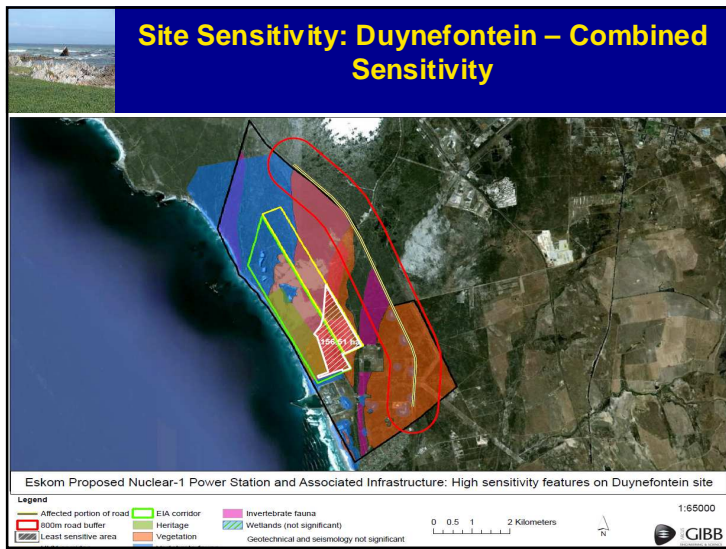 Site Sensitivity: Duynefontein – Combined
Sensitivity
156.51 ha
Eskom Proposed Nuclear-1 Power Station and Associated Infrastructure: High sensitivity features on Duynefontein site
Legend
Affected portion of road
800m road buffer
Least sensitive area
EIA corridor
Heritage
Vegetation
Invertebrate fauna
Wetlands (not significant)
Geotechnical and seismology not significant
0 0.5 1 2 Kilometers
N
1:65000
GIBB